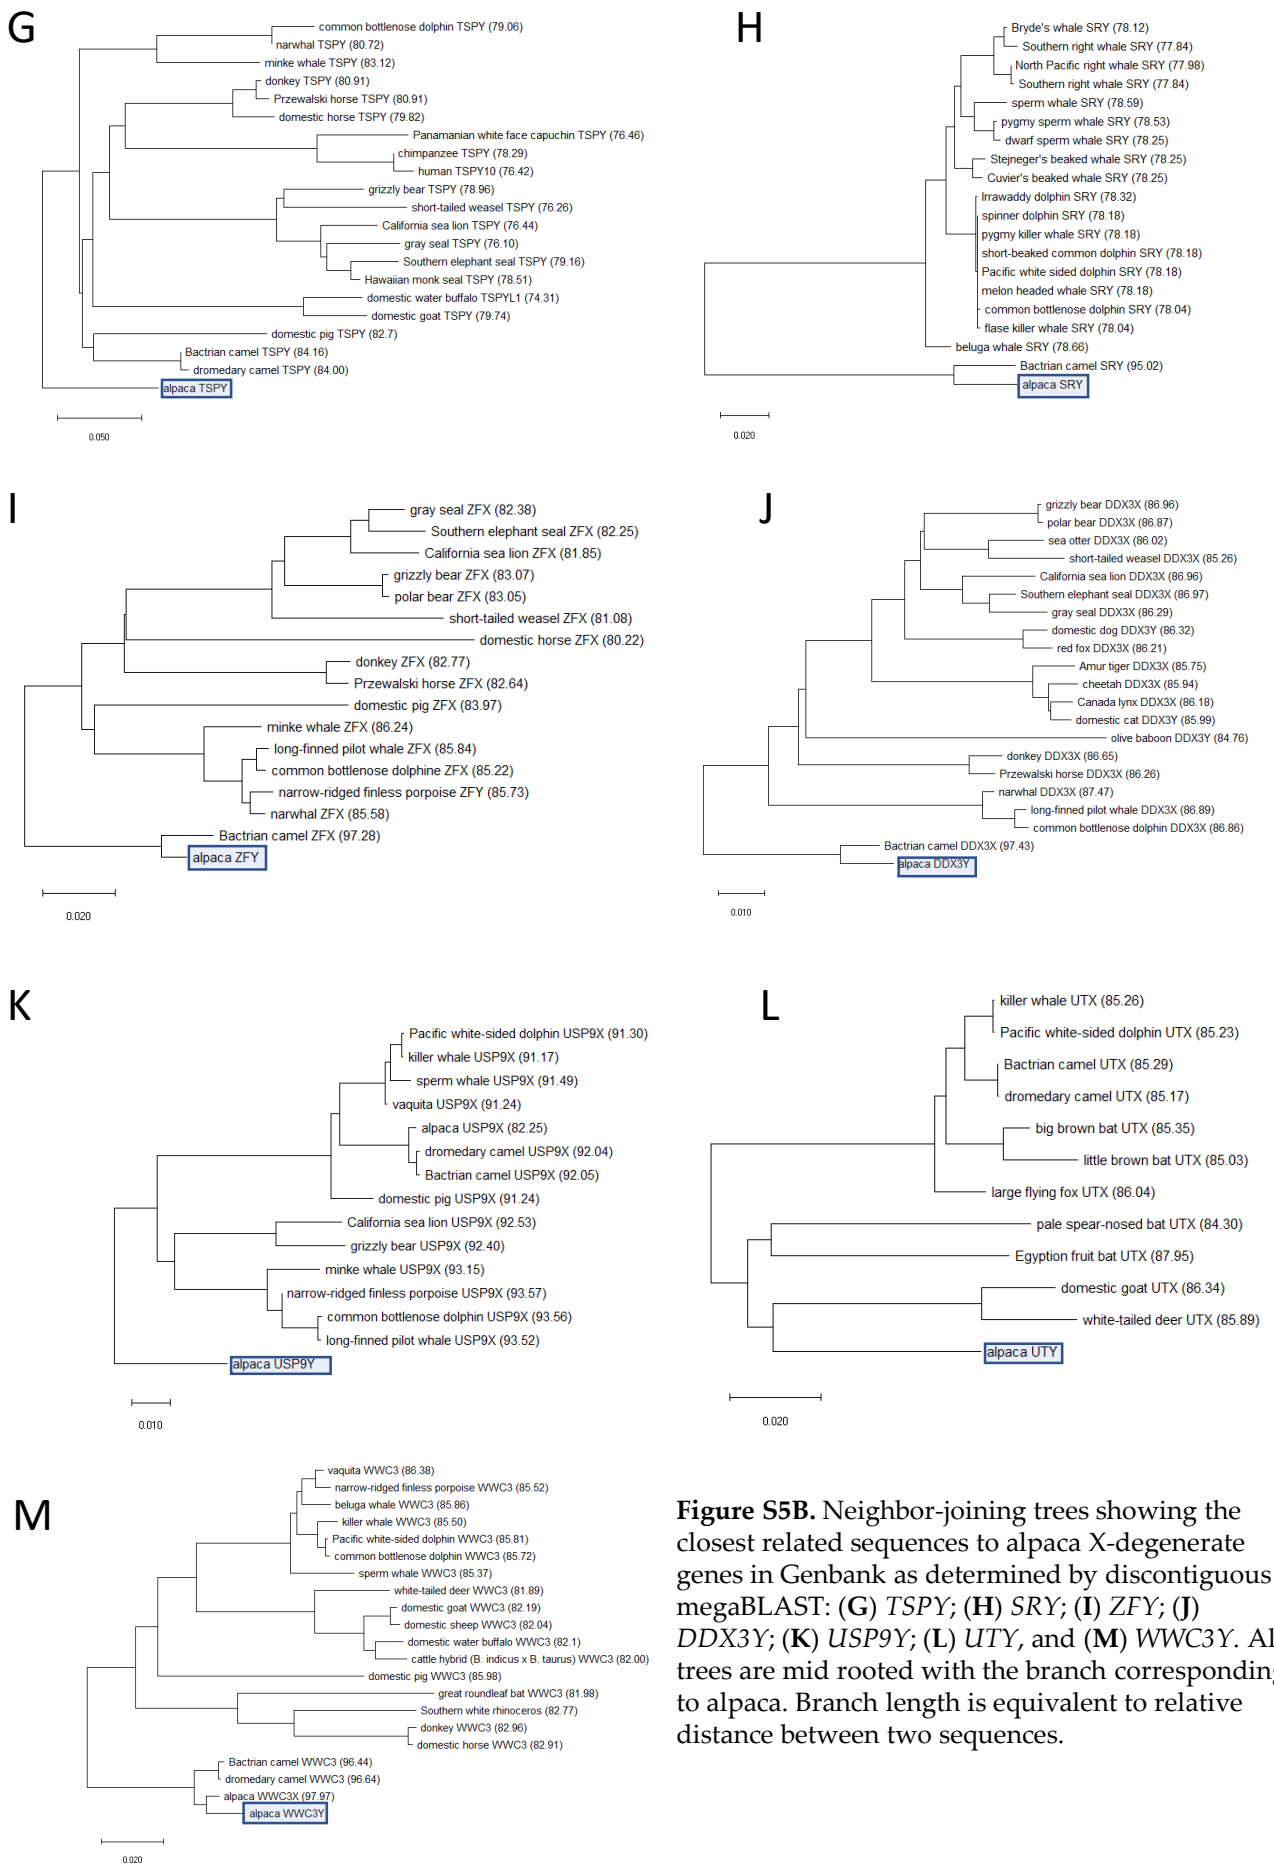 G
common bottlenose dolphin TSPY (79.06)
narwhal TSPY (80.72)
minke whale TSPY (83.12)
donkey TSPY (80.91)
Przewalski horse TSPY (80.91)
domestic horse TSPY (79.82)
Panamanian white face capuchin TSPY (76.46)
chimpanzee TSPY (78.29)
human TSPY10 (76.42)
grizzly bear TSPY (78.96)
short-tailed weasel TSPY (76.26)
California sea lion TSPY (76.44)
gray seal TSPY (76.10)
Southern elephant seal TSPY (79.16)
Hawaiian monk seal TSPY (78.51)
domestic water buffalo TSPYL1 (74.31)
domestic goat TSPY (79.74)
domestic pig TSPY (82.7)
Bactrian camel TSPY (84.16)
dromedary camel TSPY (84.00)
alpaca TSPY
0.050
H
Bryde's whale SRY (78.12)
Southern right whale SRY (77.84)
North Pacific right whale SRY (77.98)
Southern right whale SRY (77.84)
sperm whale SRY (78.59)
pygmy sperm whale SRY (78.53)
dwarf sperm whale SRY (78.25)
Stejneger's beaked whale SRY (78.25)
Cuvier's beaked whale SRY (78.25)
Irrawaddy dolphin SRY (78.32)
spinner dolphin SRY (78.18)
pygmy killer whale SRY (78.18)
short-beaked common dolphin SRY (78.18)
Pacific white sided dolphin SRY (78.18)
melon headed whale SRY (78.18)
common bottlenose dolphin SRY (78.04)
flase killer whale SRY (78.04)
beluga whale SRY (78.66)
Bactrian camel SRY (95.02)
alpaca SRY
0.020
I
gray seal ZFX (82.38)
Southern elephant seal ZFX (82.25)
California sea lion ZFX (81.85)
grizzly bear ZFX (83.07)
polar bear ZFX (83.05)
short-tailed weasel ZFX (81.08)
domestic horse ZFX (80.22)
donkey ZFX (82.77)
Przewalski horse ZFX (82.64)
domestic pig ZFX (83.97)
minke whale ZFX (86.24)
long-finned pilot whale ZFX (85.84)
common bottlenose dolphine ZFX (85.22)
narrow-ridged finless porpoise ZFY (85.73)
narwhal ZFX (85.58)
Bactrian camel ZFX (97.28)
alpaca ZFY
0.020
J
grizzly bear DDX3X (86.96)
polar bear DDX3X (86.87)
sea otter DDX3X (86.02)
short-tailed weasel DDX3X (85.26)
California sea lion DDX3X (86.96)
Southern elephant seal DDX3X (86.97)
gray seal DDX3X (86.29)
domestic dog DDX3Y (86.32)
red fox DDX3X (86.21)
Amur tiger DDX3X (85.75)
cheetah DDX3X (85.94)
Canada lynx DDX3X (86.18)
domestic cat DDX3Y (85.99)
olive baboon DDX3Y (84.76)
donkey DDX3X (86.65)
Przewalski horse DDX3X (86.26)
narwhal DDX3X (87.47)
long-finned pilot whale DDX3X (86.89)
common bottlenose dolphin DDX3X (86.86)
Bactrian camel DDX3X (97.43)
alpaca DDX3Y
0.010
K
Pacific white-sided dolphin USP9X (91.30)
killer whale USP9X (91.17)
sperm whale USP9X (91.49)
vaquita USP9X (91.24)
alpaca USP9X (82.25)
dromedary camel USP9X (92.04)
Bactrian camel USP9X (92.05)
domestic pig USP9X (91.24)
California sea lion USP9X (92.53)
grizzly bear USP9X (92.40)
minke whale USP9X (93.15)
narrow-ridged finless porpoise USP9X (93.57)
common bottlenose dolphin USP9X (93.56)
long-finned pilot whale USP9X (93.52)
alpaca USP9Y
0.010
L
killer whale UTX (85.26)
Pacific white-sided dolphin UTX (85.23)
Bactrian camel UTX (85.29)
dromedary camel UTX (85.17)
big brown bat UTX (85.35)
little brown bat UTX (85.03)
large flying fox UTX (86.04)
pale spear-nosed bat UTX (84.30)
Egyption fruit bat UTX (87.95)
domestic goat UTX (86.34)
white-tailed deer UTX (85.89)
alpaca UTY
0.020
M
vaquita WWC3 (86.38)
narrow-ridged finless porpoise WWC3 (85.52)
beluga whale WWC3 (85.86)
killer whale WWC3 (85.50)
Pacific white-sided dolphin WWC3 (85.81)
common bottlenose dolphin WWC3 (85.72)
sperm whale WWC3 (85.37)
white-tailed deer WWC3 (81.89)
domestic goat WWC3 (82.19)
domestic sheep WWC3 (82.04)
domestic water buffalo WWC3 (82.1)
cattle hybrid (B. indicus x B. taurus) WWC3 (82.00)
domestic pig WWC3 (85.98)
great roundleaf bat WWC3 (81.98)
Southern white rhinoceros (82.77)
donkey WWC3 (82.96)
domestic horse WWC3 (82.91)
Bactrian camel WWC3 (96.44)
dromedary camel WWC3 (96.64)
alpaca WWC3X (97.97)
alpaca WWC3Y
0.020
Figure S5B. Neighbor-joining trees showing the
closest related sequences to alpaca X-degenerate
genes in Genbank as determined by discontiguous
megaBLAST: (G) TSPY; (H) SRY; (I) ZFY; (J)
DDX3Y; (K) USP9Y; (L) UTY, and (M) WWC3Y. Al
trees are mid rooted with the branch corresponding
to alpaca. Branch length is equivalent to relative
distance between two sequences.